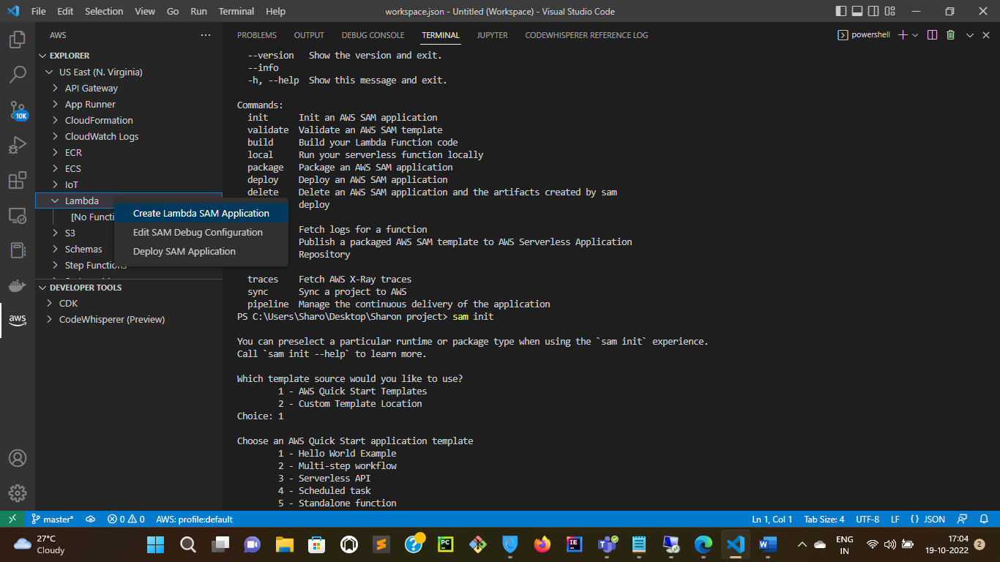 File Edit Selection View Go Run Terminal Help
workspace.json - Untitled (Workspace) - Visual Studio Code
AWS
EXPLORER
US East (N. Virginia)
API Gateway
App Runner
CloudFormation
CloudWatch Logs
ECR
ECS
IoT
Lambda
[No Functi
S3
Schemas
Step Functions
Create Lambda SAM Application
Edit SAM Debug Configuration
Deploy SAM Application
DEVELOPER TOOLS
CDK
CodeWhisperer (Preview)
10K
aws
PROBLEMS OUTPUT DEBUG CONSOLE TERMINAL JUPYTER CODEWHISPERER REFERENCE LOG
powershell
--version Show the version and exit.
--info
-h, --help Show this message and exit.
Commands:
init Init an AWS SAM application
validate Validate an AWS SAM template
build Build your Lambda Function code
local Run your serverless function locally
package Package an AWS SAM application
deploy Deploy an AWS SAM application
delete Delete an AWS SAM application and the artifacts created by sam
deploy
Fetch logs for a function
Publish a packaged AWS SAM template to AWS Serverless Application
Repository
traces Fetch AWS X-Ray traces
sync Sync a project to AWS
pipeline Manage the continuous delivery of the application
PS C:\Users\Sharo\Desktop\Sharon project> sam init
You can preselect a particular runtime or package type when using the `sam init` experience.
Call `sam init --help` to learn more.
Which template source would you like to use?
1 - AWS Quick Start Templates
2 - Custom Template Location
Choice: 1
Choose an AWS Quick Start application template
1 - Hello World Example
2 - Multi-step workflow
3 - Serverless API
4 - Scheduled task
5 - Standalone function
master* 0 0 AWS: profile:default
Ln 1, Col 1 Tab Size: 4 UTF-8 LF {} JSON
27°C
Cloudy
ENG
IN
17:04
19-10-2022
2